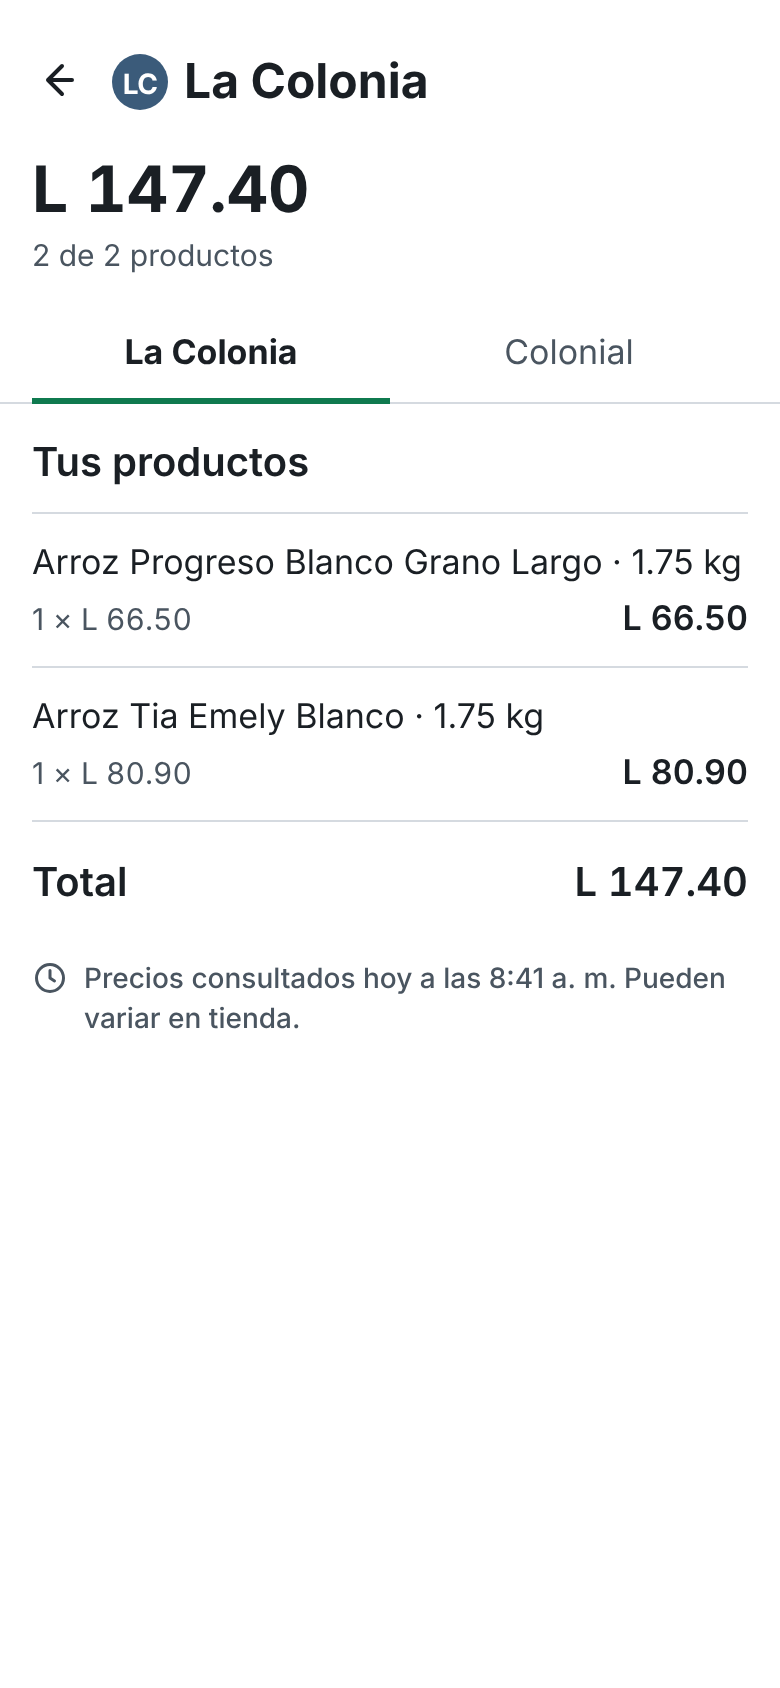 LC La Colonia
L 147.40
2 de 2 productos
La Colonia Colonial
Tus productos
Arroz Progreso Blanco Grano Largo · 1.75 kg
1 × L 66.50 L 66.50
Arroz Tia Emely Blanco · 1.75 kg
1 × L 80.90 L 80.90
Total L 147.40
Precios consultados hoy a las 8:41 a. m. Pueden
variar en tienda.